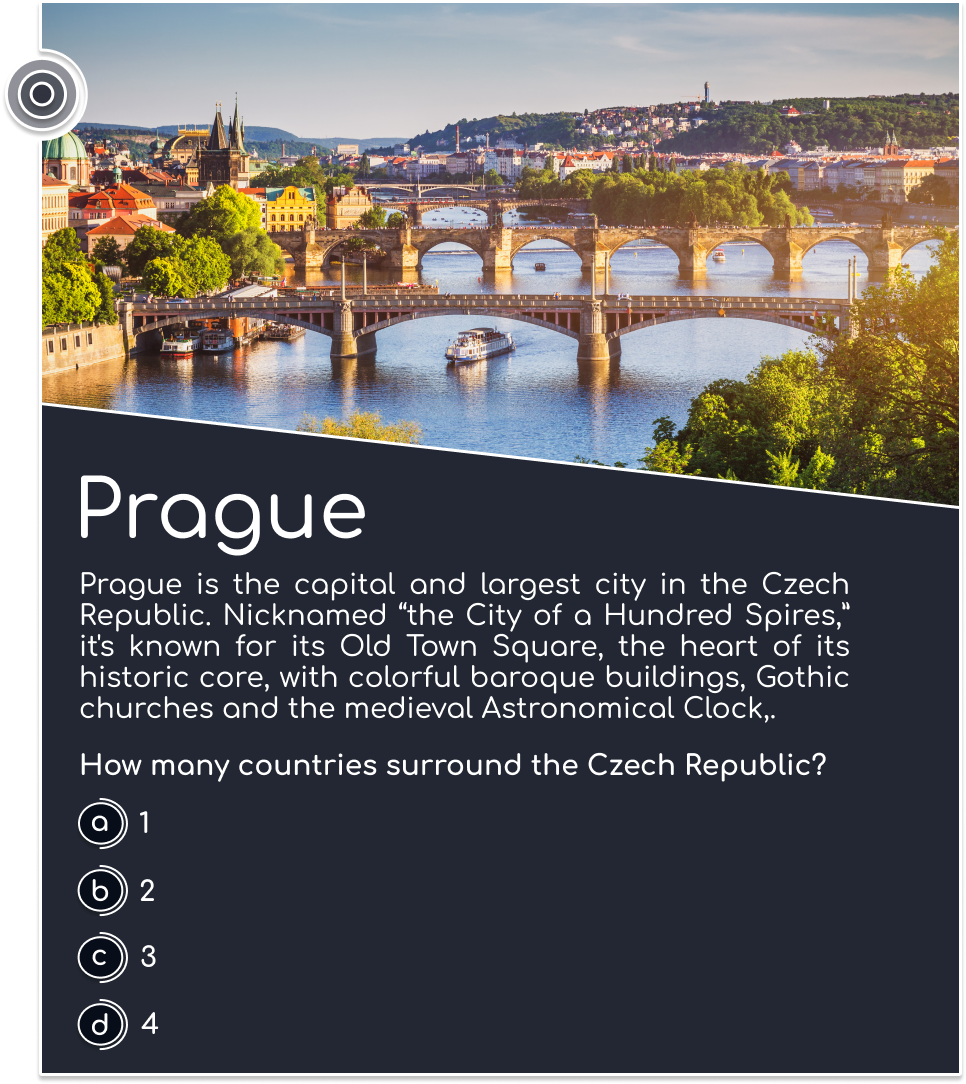 Prague
Prague is the capital and largest city in the Czech
Republic. Nicknamed “the City of a Hundred Spires,”
it's known for its Old Town Square, the heart of its
historic core, with colorful baroque buildings, Gothic
churches and the medieval Astronomical Clock,.
How many countries surround the Czech Republic?
a 1
b 2
c 3
d 4